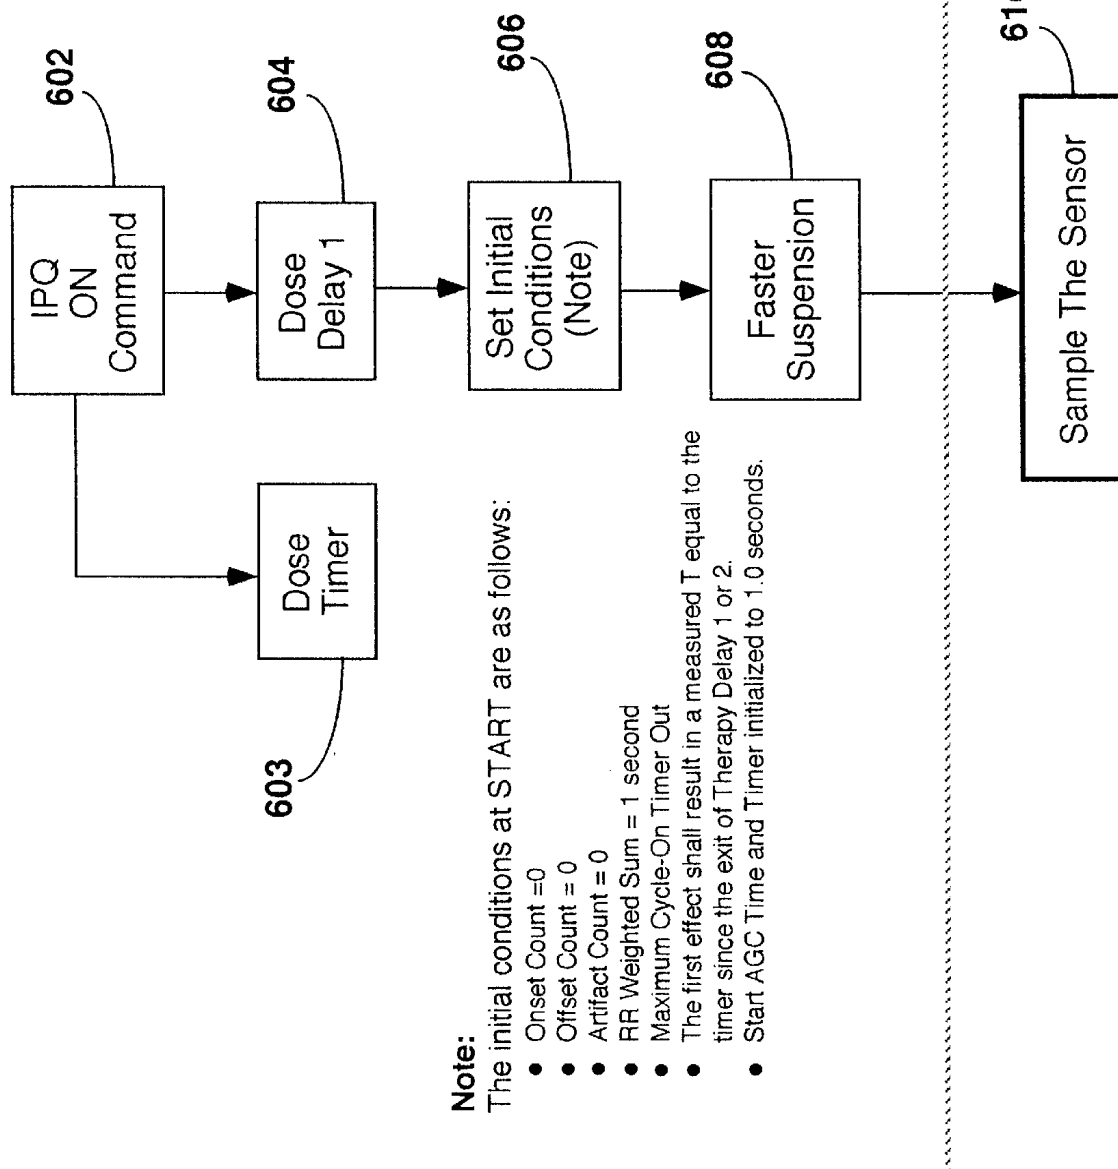 602
IPQ
ON
Command
603
Dose
Timer
604
Dose
Delay 1
606
Set Initial
Conditions
(Note)
608
Faster
Suspension
Sample The Sensor
Note:
The initial conditions at START are as follows:
● Onset Count =0
● Offset Count = 0
● Artifact Count = 0
● RR Weighted Sum = 1 second
● Maximum Cycle-On Timer Out
● The first effect shall result in a measured T equal to the
timer since the exit of Therapy Delay 1 or 2.
● Start AGC Time and Timer initialized to 1.0 seconds.